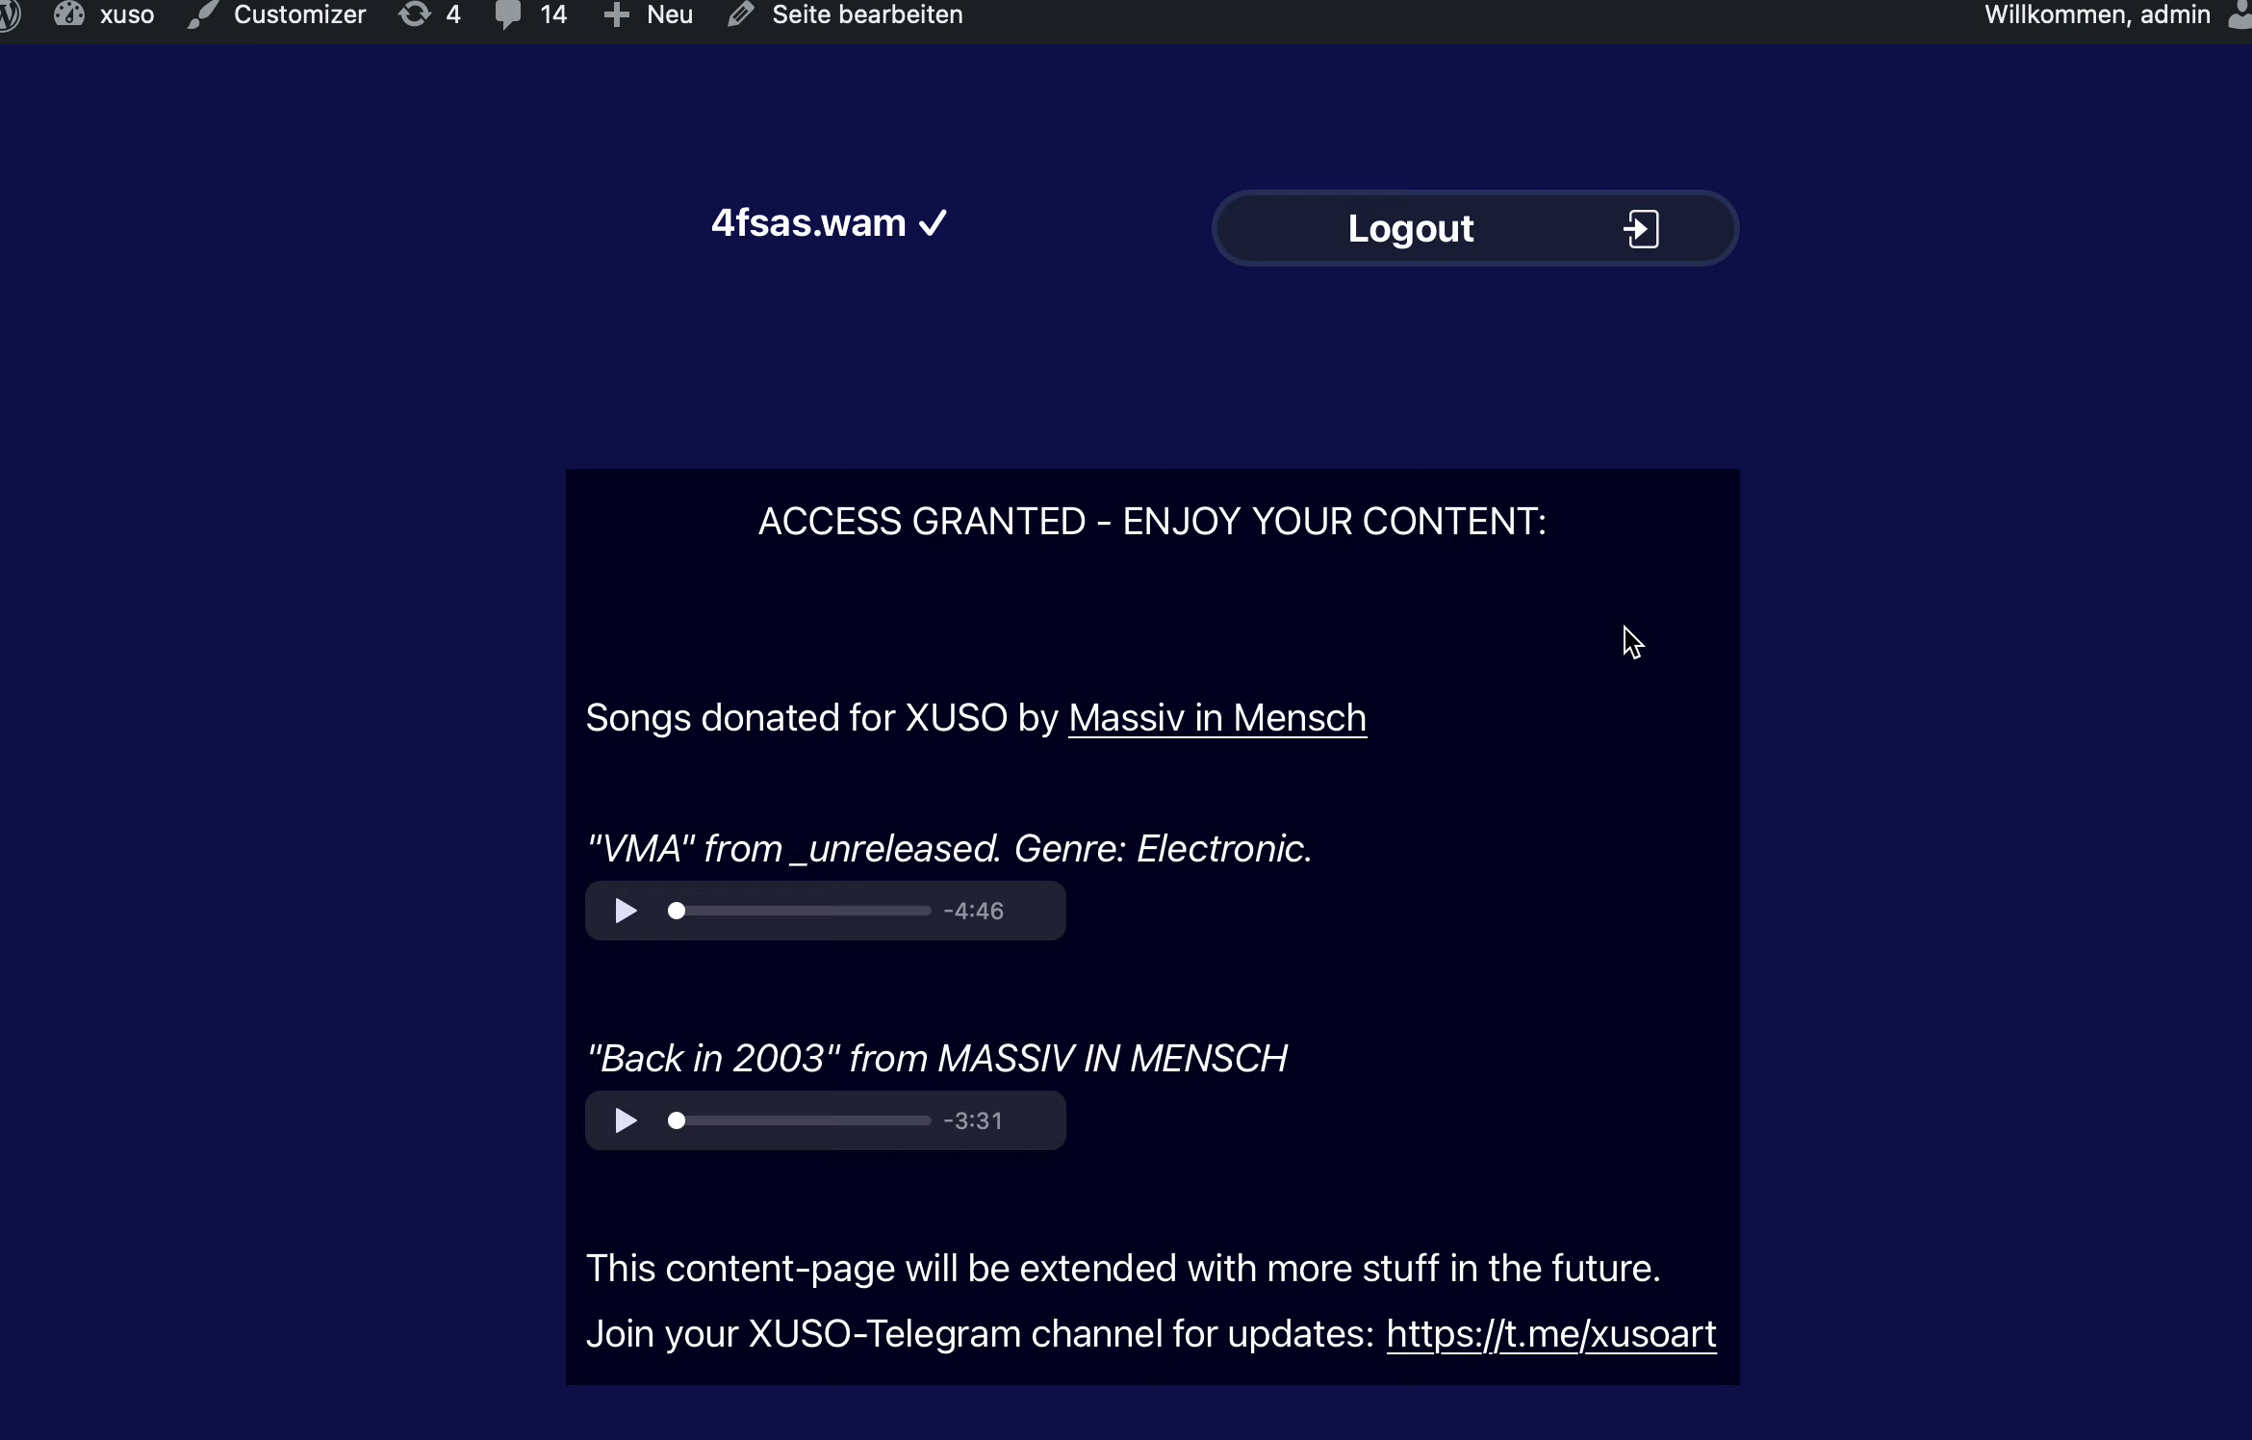 xuso Customizer 4 14 Neu Seite bearbeiten Willkommen, admin
4fsas.wam ✓ Logout
ACCESS GRANTED - ENJOY YOUR CONTENT:
Songs donated for XUSO by Massiv in Mensch
"VMA" from _unreleased. Genre: Electronic.
-4:46
"Back in 2003" from MASSIV IN MENSCH
-3:31
This content-page will be extended with more stuff in the future.
Join your XUSO-Telegram channel for updates: https://t.me/xusoart